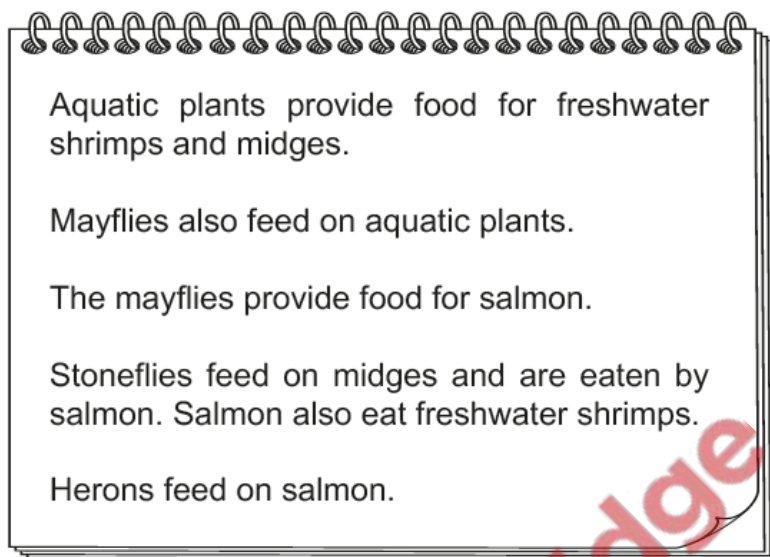 Aquatic plants provide food for freshwater
shrimps and midges.
Mayflies also feed on aquatic plants.
The mayflies provide food for salmon.
Stoneflies feed on midges and are eaten by
salmon. Salmon also eat freshwater shrimps.
Herons feed on salmon.